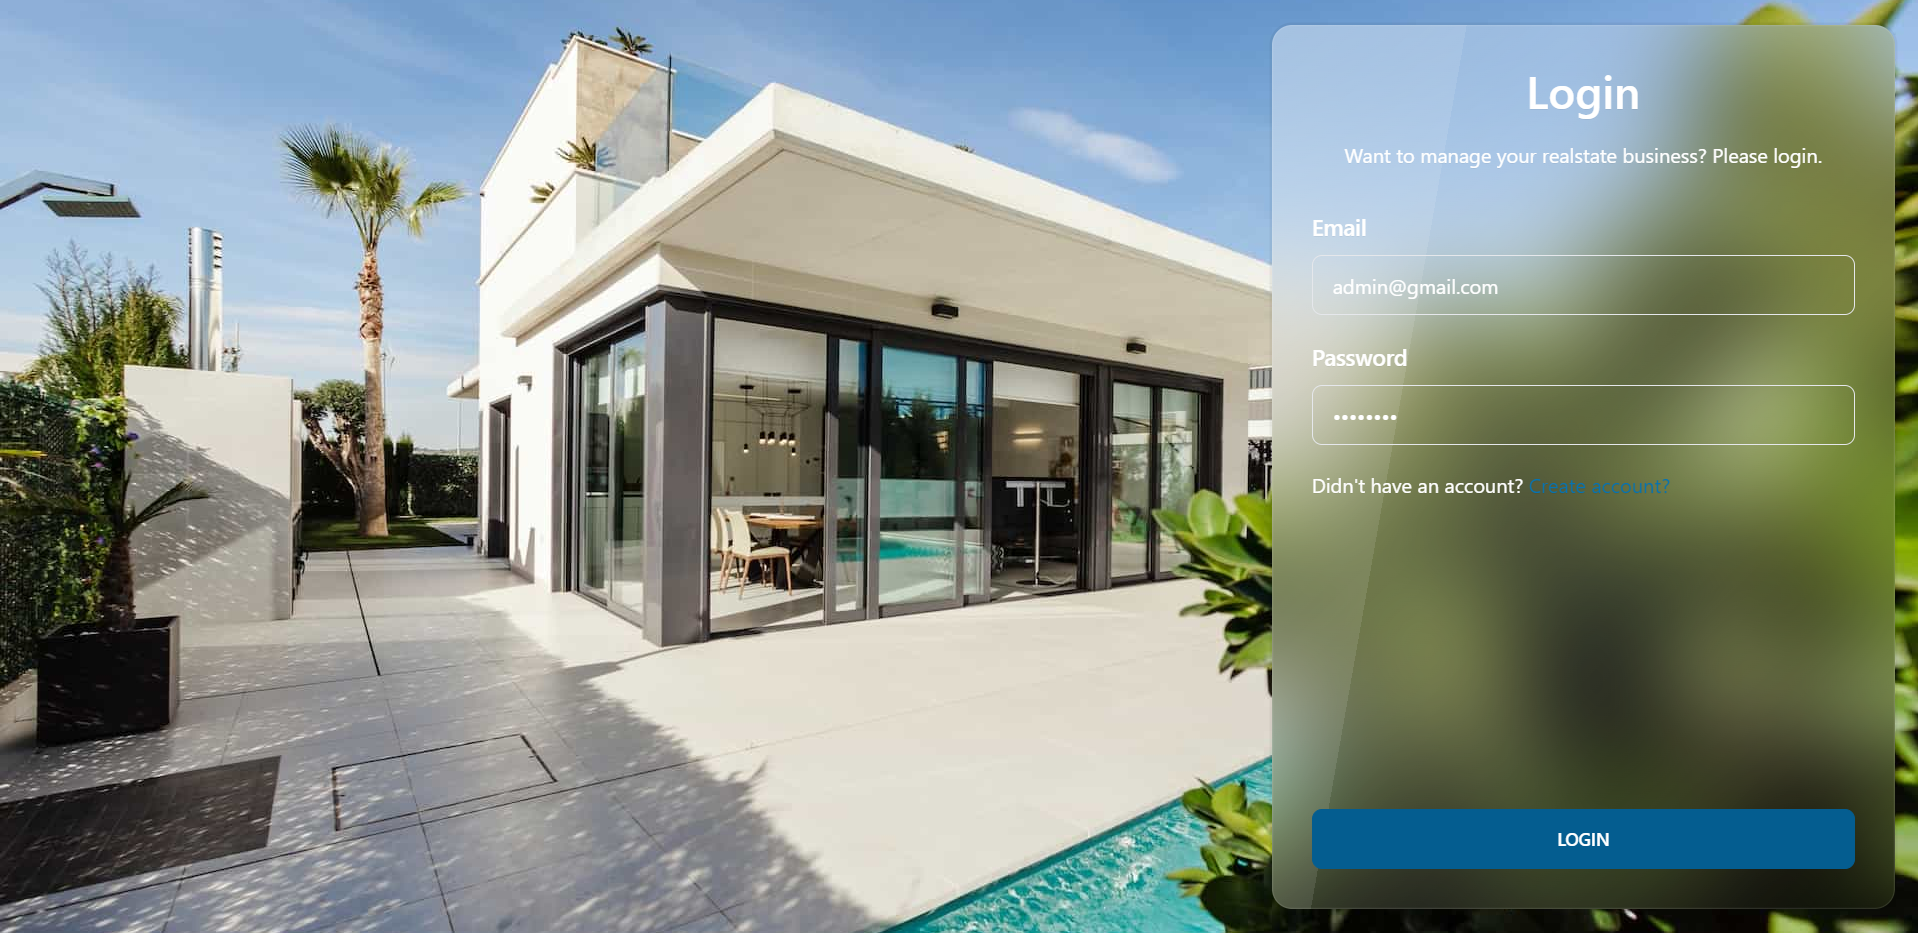 Login
Want to manage your realstate business? Please login.
Email
admin@gmail.com
Password
••••••••
Didn't have an account? Create account?
LOGIN